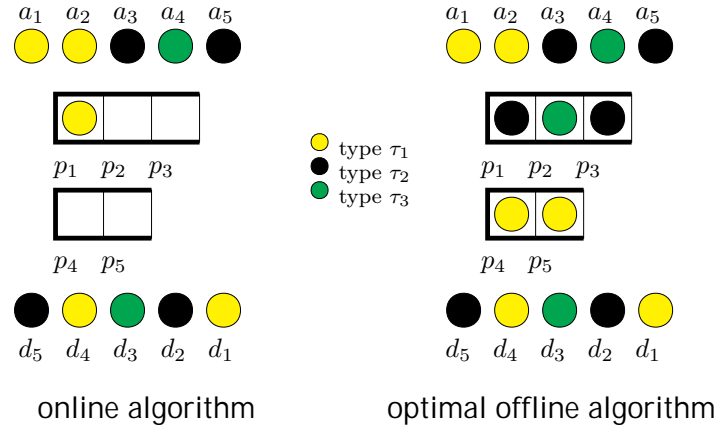 a₁ a₂ a₃ a₄ a₅
p₁ p₂ p₃
p₄ p₅
d₅ d₄ d₃ d₂ d₁
online algorithm
type τ₁
type τ₂
type τ₃
a₁ a₂ a₃ a₄ a₅
p₁ p₂ p₃
p₄ p₅
d₅ d₄ d₃ d₂ d₁
optimal offline algorithm